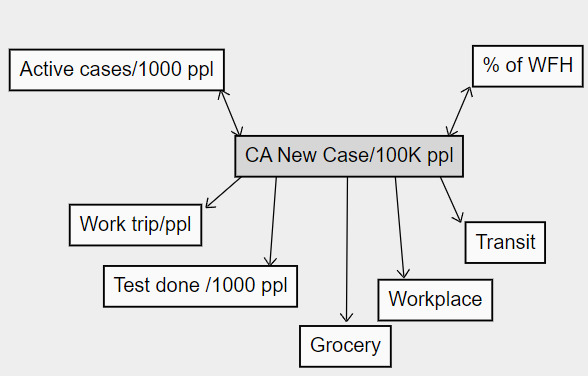 % of WFH
Active cases/1000 ppl
CA New Case/100K ppl
Work trip/ppl
Transit
Test done /1000 ppl
Workplace
Grocery